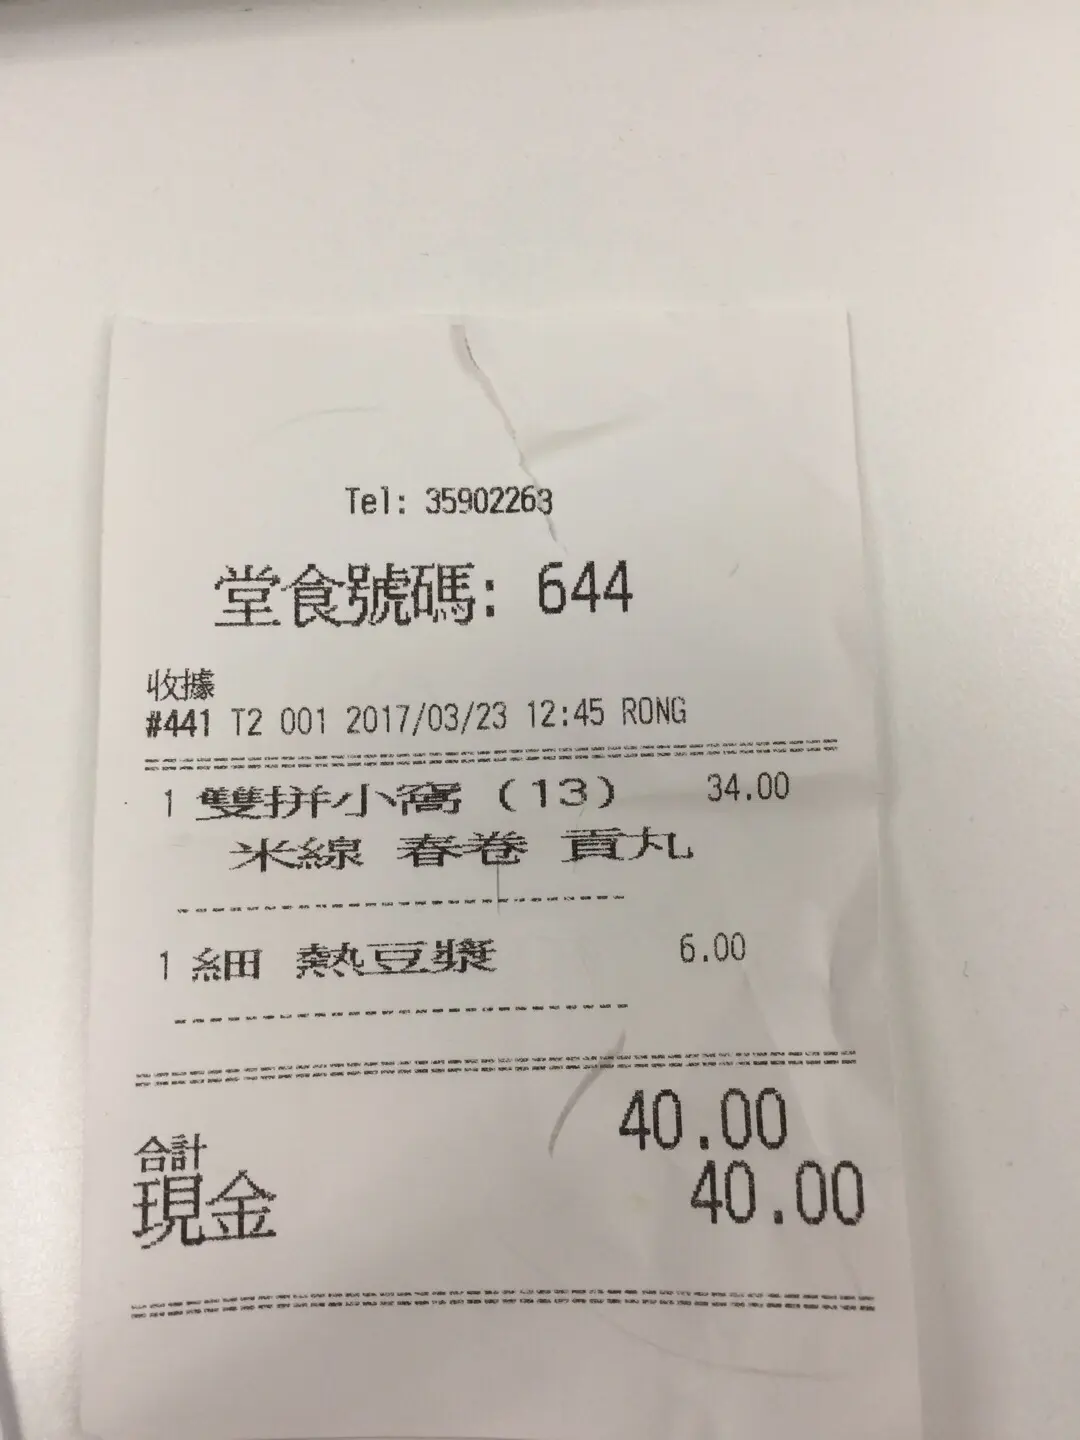 Tel: 35902263
堂食號碼: 644
收據
#441 T2 001 2017/03/23 12:45 RONG
1 雙拼小窩 (13) 34.00
米線 春卷 貢丸
1 細 熱豆漿 6.00
合計 40.00
現金 40.00